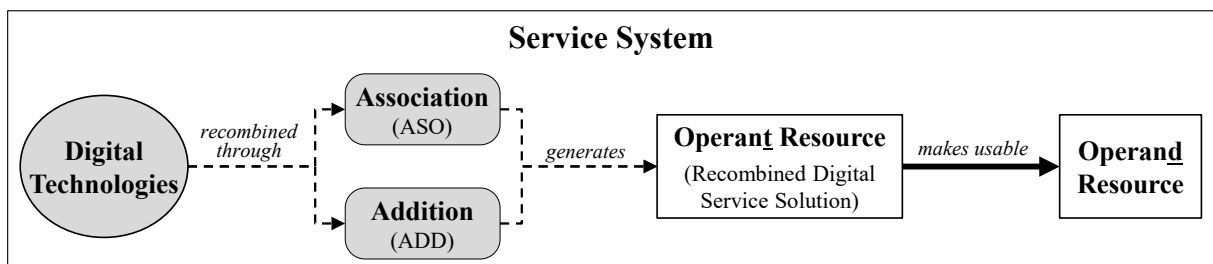 Service System
Digital
Technologies
recombined
through
Association
(ASO)
Addition
(ADD)
generates
Operant Resource
(Recombined Digital
Service Solution)
makes usable
Operand
Resource